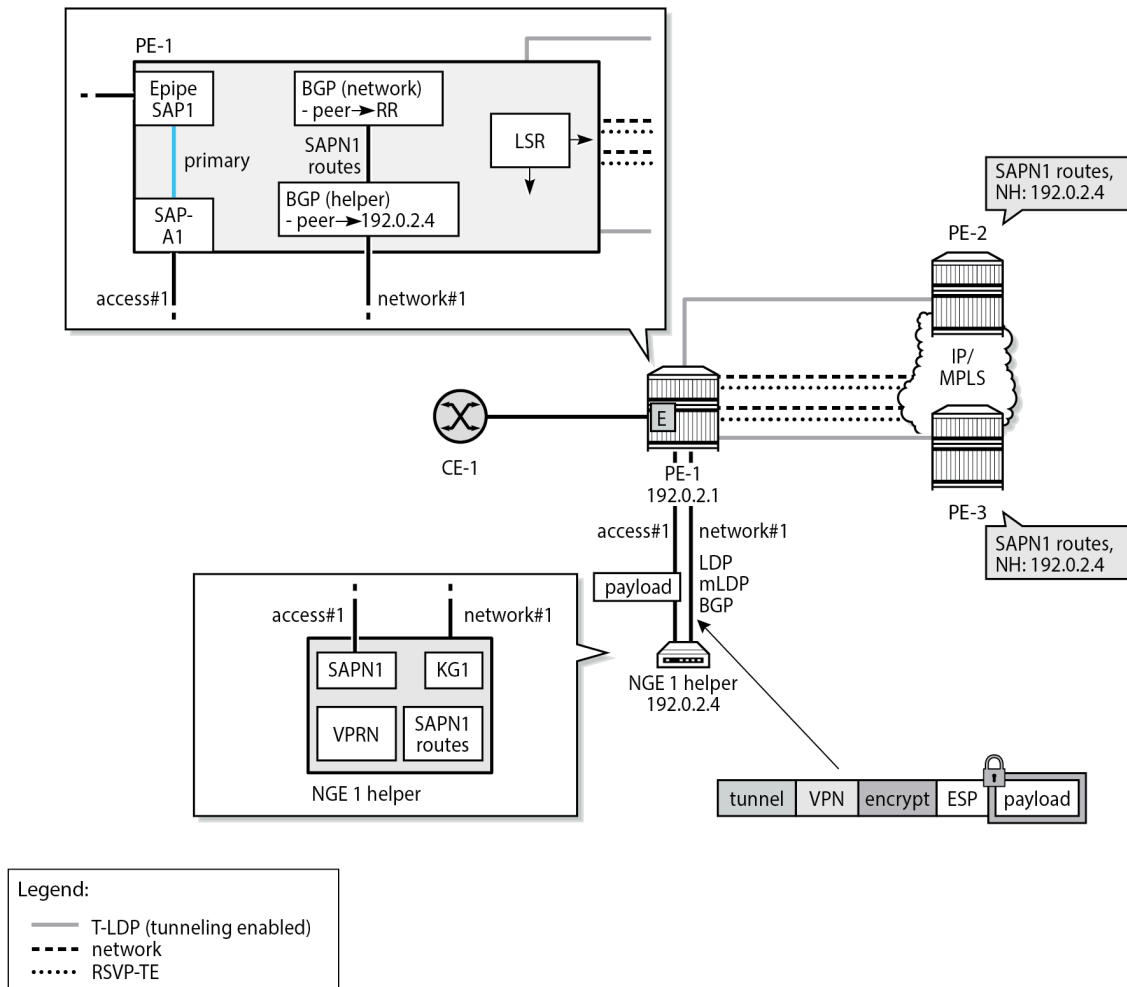 PE-1
Epipe
SAP1
BGP (network)
- peer→RR
primary
SAPN1
routes
LSR
SAP-
A1
BGP (helper)
- peer→192.0.2.4
access#1
network#1
SAPN1 routes,
NH: 192.0.2.4
PE-2
IP/
MPLS
E
CE-1
PE-1
192.0.2.1
PE-3
SAPN1 routes,
NH: 192.0.2.4
access#1
network#1
LDP
mLDP
BGP
payload
NGE 1 helper
192.0.2.4
access#1
network#1
SAPN1
KG1
VPRN
SAPN1
routes
NGE 1 helper
tunnel
VPN
encrypt
ESP
payload
Legend:
T-LDP (tunneling enabled)
network
RSVP-TE